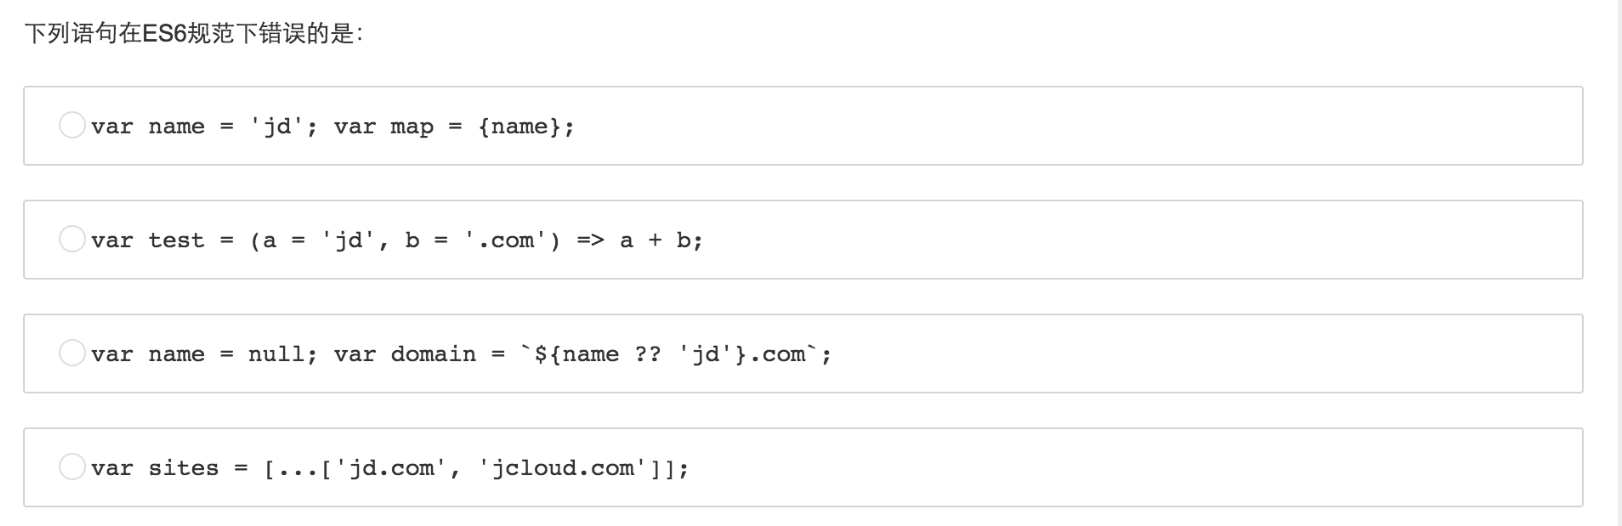 下列语句在ES6规范下错误的是：
var name = 'jd'; var map = {name};
var test = (a = 'jd', b = '.com') => a + b;
var name = null; var domain = `${name ?? 'jd'}.com`;
var sites = [...['jd.com', 'jcloud.com']];